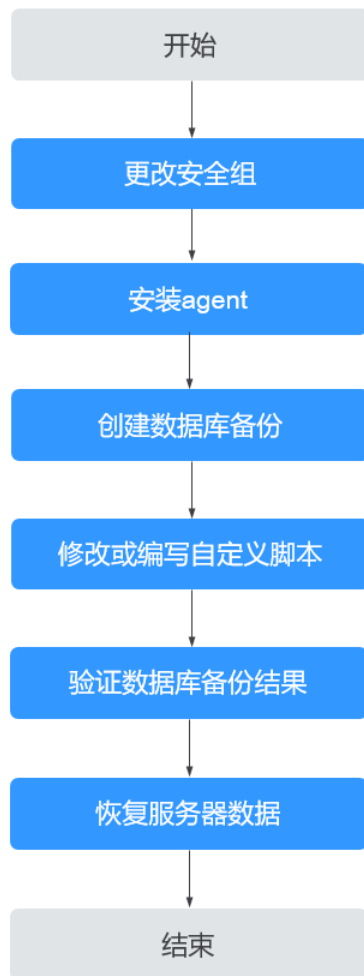 开始
更改安全组
安装agent
创建数据库备份
修改或编写自定义脚本
验证数据库备份结果
恢复服务器数据
结束